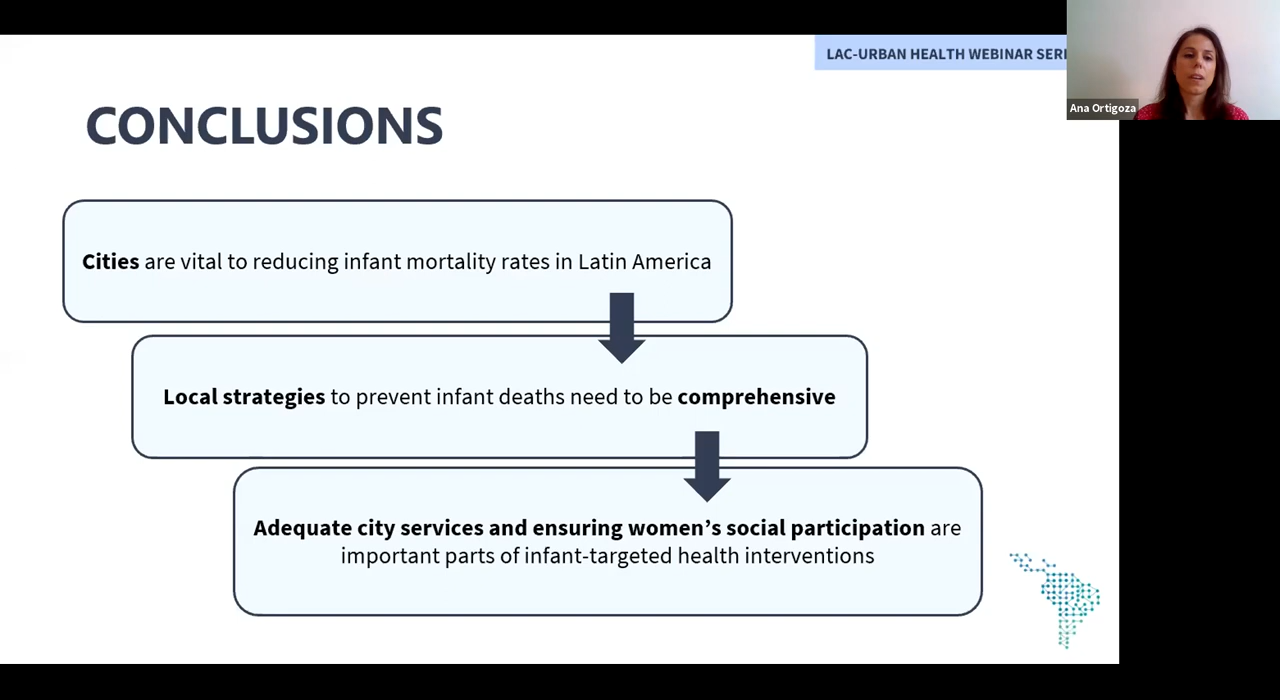 LAC-URBAN HEALTH WEBINAR
Ana Ortigoza
CONCLUSIONS
Cities are vital to reducing infant mortality rates in Latin America
Local strategies to prevent infant deaths need to be comprehensive
Adequate city services and ensuring women’s social participation are
important parts of infant-targeted health interventions